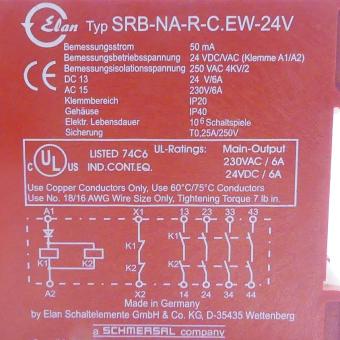 Elan Typ SRB-NA-R-C.EW-24V
Bemessungsstrom 50 mA
Bemessungsbetriebsspannung 24 VDC/VAC (Klemme A1/A2)
Bemessungsisolationsspannung 250 VAC 4KV/2
DC 13 24 V/6A
AC 15 230V/6A
Klemmbereich IP20
Gehäuse IP40
Elektr. Lebensdauer 10⁶ Schaltspiele
Sicherung T0,25A/250V
C UL US LISTED 74C6 UL-Ratings: Main-Output
IND.CONT.EQ. 230VAC / 6A
24VDC / 6A
Use Copper Conductors Only, Use 60°C/75°C Conductors
Use No. 18/16 AWG Wire Size Only, Tightening Torque 7 lb in.
A1 X1 13 23 33 43
K1 K1
K1 K2 K2
A2 X2 14 24 34 44
Made in Germany
by Elan Schaltelemente GmbH & Co. KG, D-35435 Wettenberg
a SCHMERSAL company